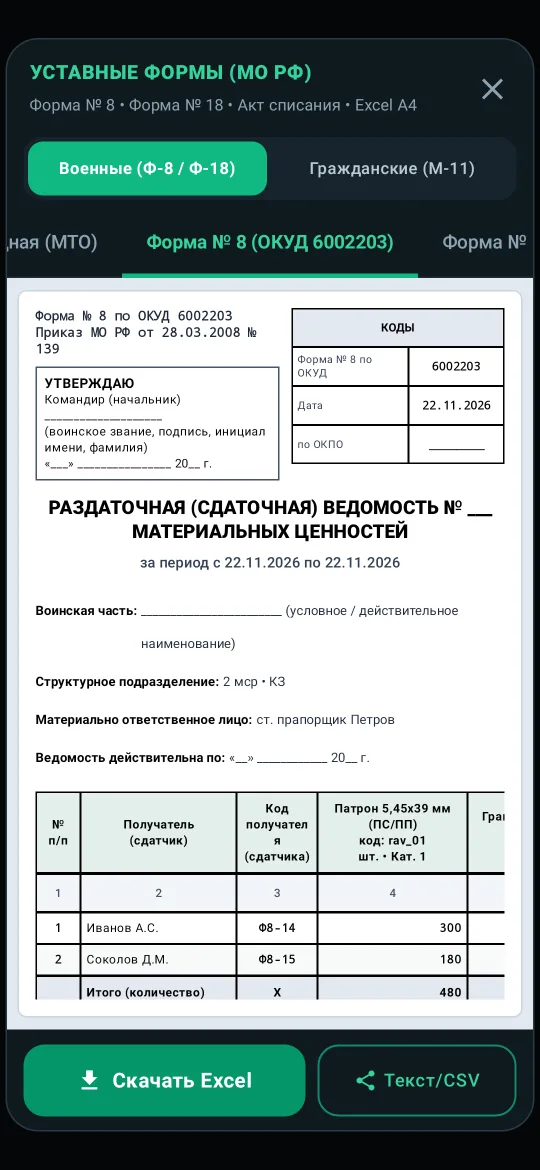 УСТАВНЫЕ ФОРМЫ (МО РФ)
Форма № 8 • Форма № 18 • Акт списания • Excel A4
Военные (Ф-8 / Ф-18)
Гражданские (М-11)
ная (МТО)
Форма № 8 (ОКУД 6002203)
Форма №
Форма № 8 по ОКУД 6002203
Приказ МО РФ от 28.03.2008 №
139
УТВЕРЖДАЮ
Командир (начальник)
____________________
(воинское звание, подпись, инициал
имени, фамилия)
«___» ________________ 20__ г.
КОДЫ
Форма № 8 по
ОКУД
6002203
Дата
22.11.2026
по ОКПО
_________
РАЗДАТОЧНАЯ (СДАТОЧНАЯ) ВЕДОМОСТЬ № ___
МАТЕРИАЛЬНЫХ ЦЕННОСТЕЙ
за период с 22.11.2026 по 22.11.2026
Воинская часть: ________________________ (условное / действительное
наименование)
Структурное подразделение: 2 мср • КЗ
Материально ответственное лицо: ст. прапорщик Петров
Ведомость действительна по: «__» ____________ 20__ г.
№
п/п
Получатель
(сдатчик)
Код
получател
я
(сдатчика)
Патрон 5,45х39 мм
(ПС/ПП)
код: rav_01
шт. • Кат. 1
Гран
1
2
3
4
1
Иванов А.С.
Ф8-14
300
2
Соколов Д.М.
Ф8-15
180
Итого (количество)
Х
480
Скачать Excel
Текст/CSV